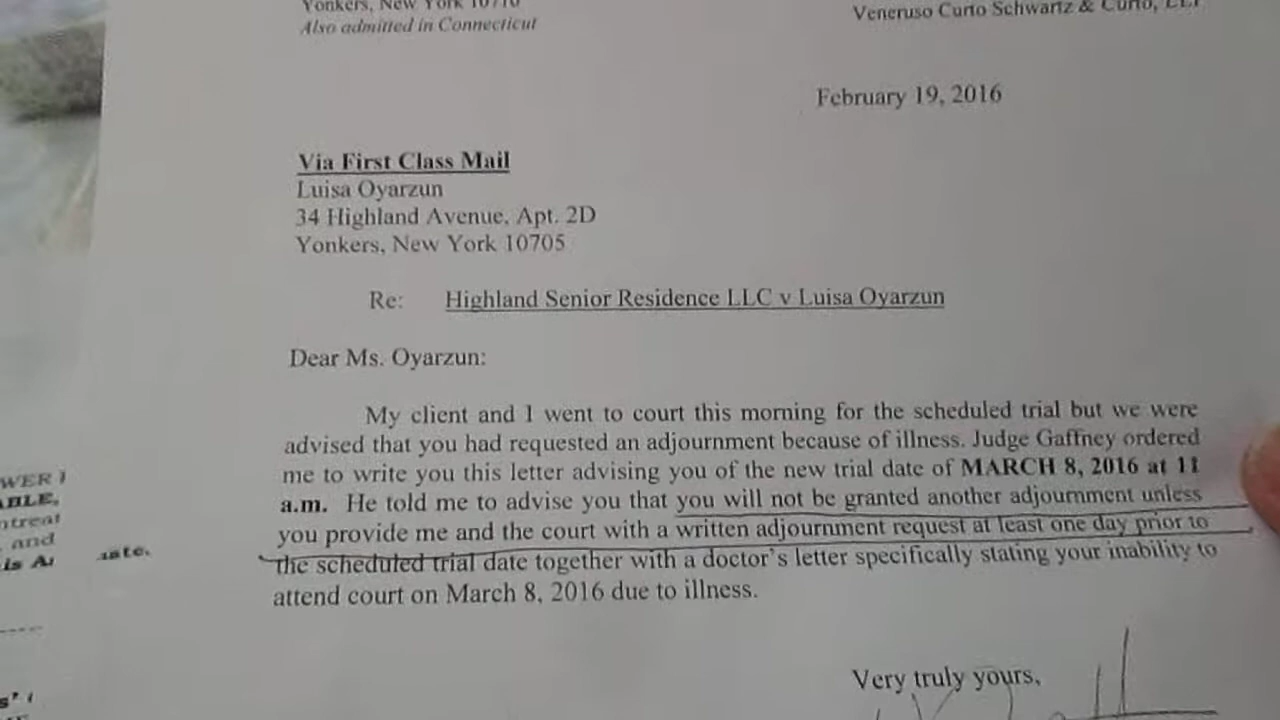 Yonkers, New York 10710
Also admitted in Connecticut
Veneruso Curto Schwartz & Curto, LLP
February 19, 2016
Via First Class Mail
Luisa Oyarzun
34 Highland Avenue, Apt. 2D
Yonkers, New York 10705
Re: Highland Senior Residence LLC v Luisa Oyarzun
Dear Ms. Oyarzun:
My client and I went to court this morning for the scheduled trial but we were
advised that you had requested an adjournment because of illness. Judge Gaffney ordered
me to write you this letter advising you of the new trial date of MARCH 8, 2016 at 11
a.m. He told me to advise you that you will not be granted another adjournment unless
you provide me and the court with a written adjournment request at least one day prior to
the scheduled trial date together with a doctor's letter specifically stating your inability to
attend court on March 8, 2016 due to illness.
Very truly yours,
and